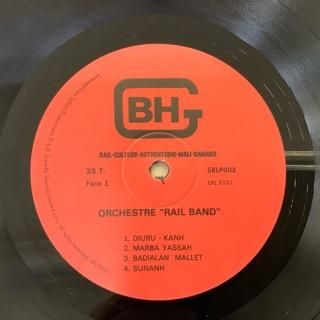 GBH
RAIL-CULTURE-AUTHENTIQUE-MALI-BAMAKO
33 T.
SRLP002
Face 1
LPL 5121
ORCHESTRE "RAIL BAND"
1. DIURU - KANH
2. MARBA YASSAH
3. BADIALAN MALLET
4. SUNANH